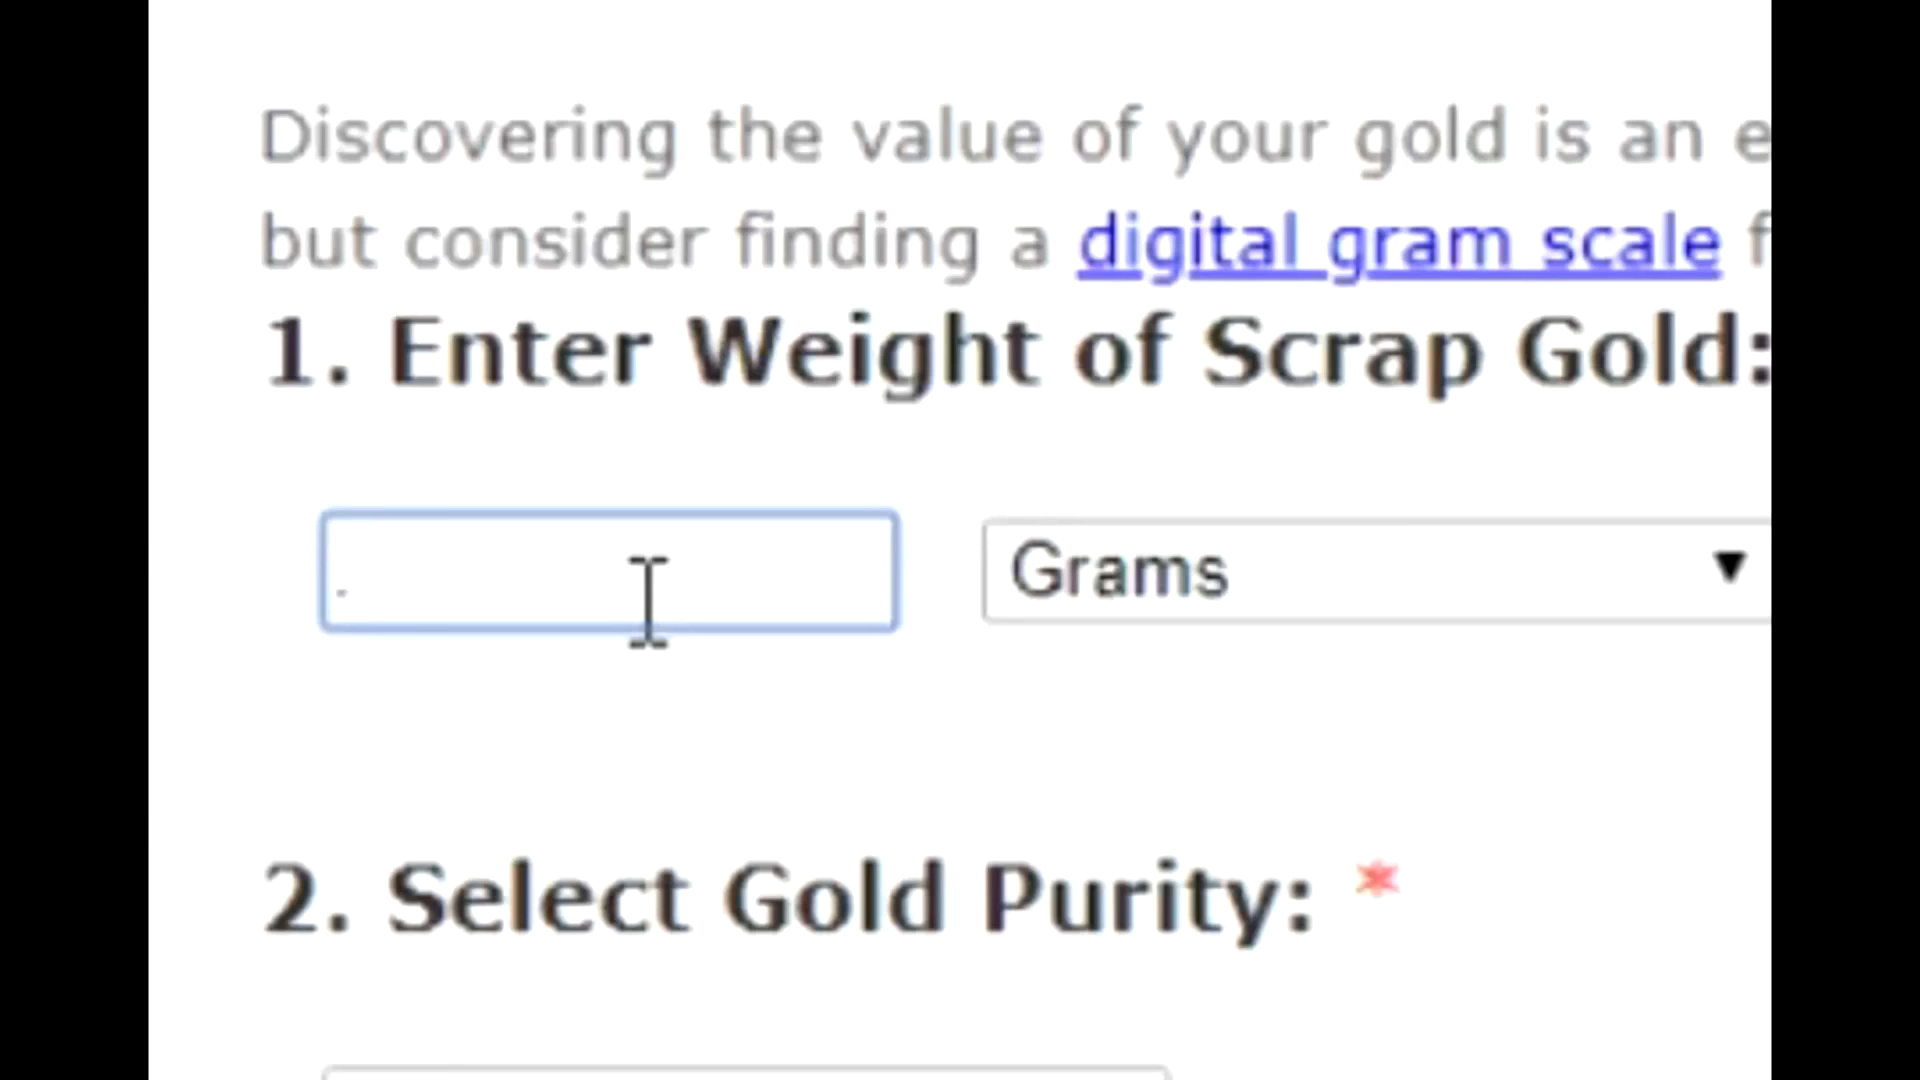 Discovering the value of your gold is an e
but consider finding a digital gram scale f
1. Enter Weight of Scrap Gold:
. Grams ▼
2. Select Gold Purity: *